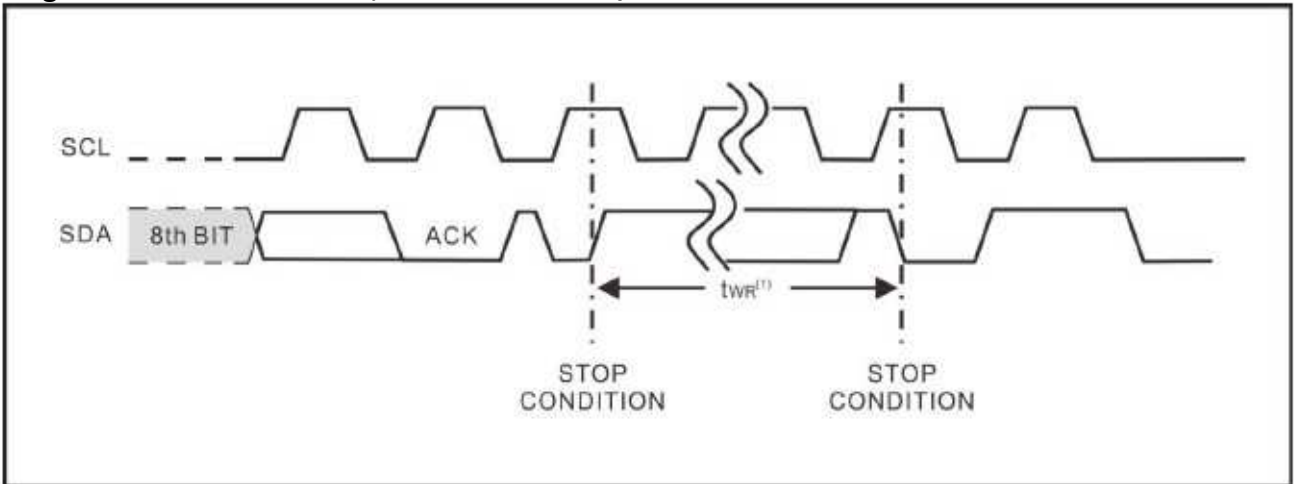 SCL
SDA
8th BIT
ACK
twR(1)
STOP
CONDITION
STOP
CONDITION